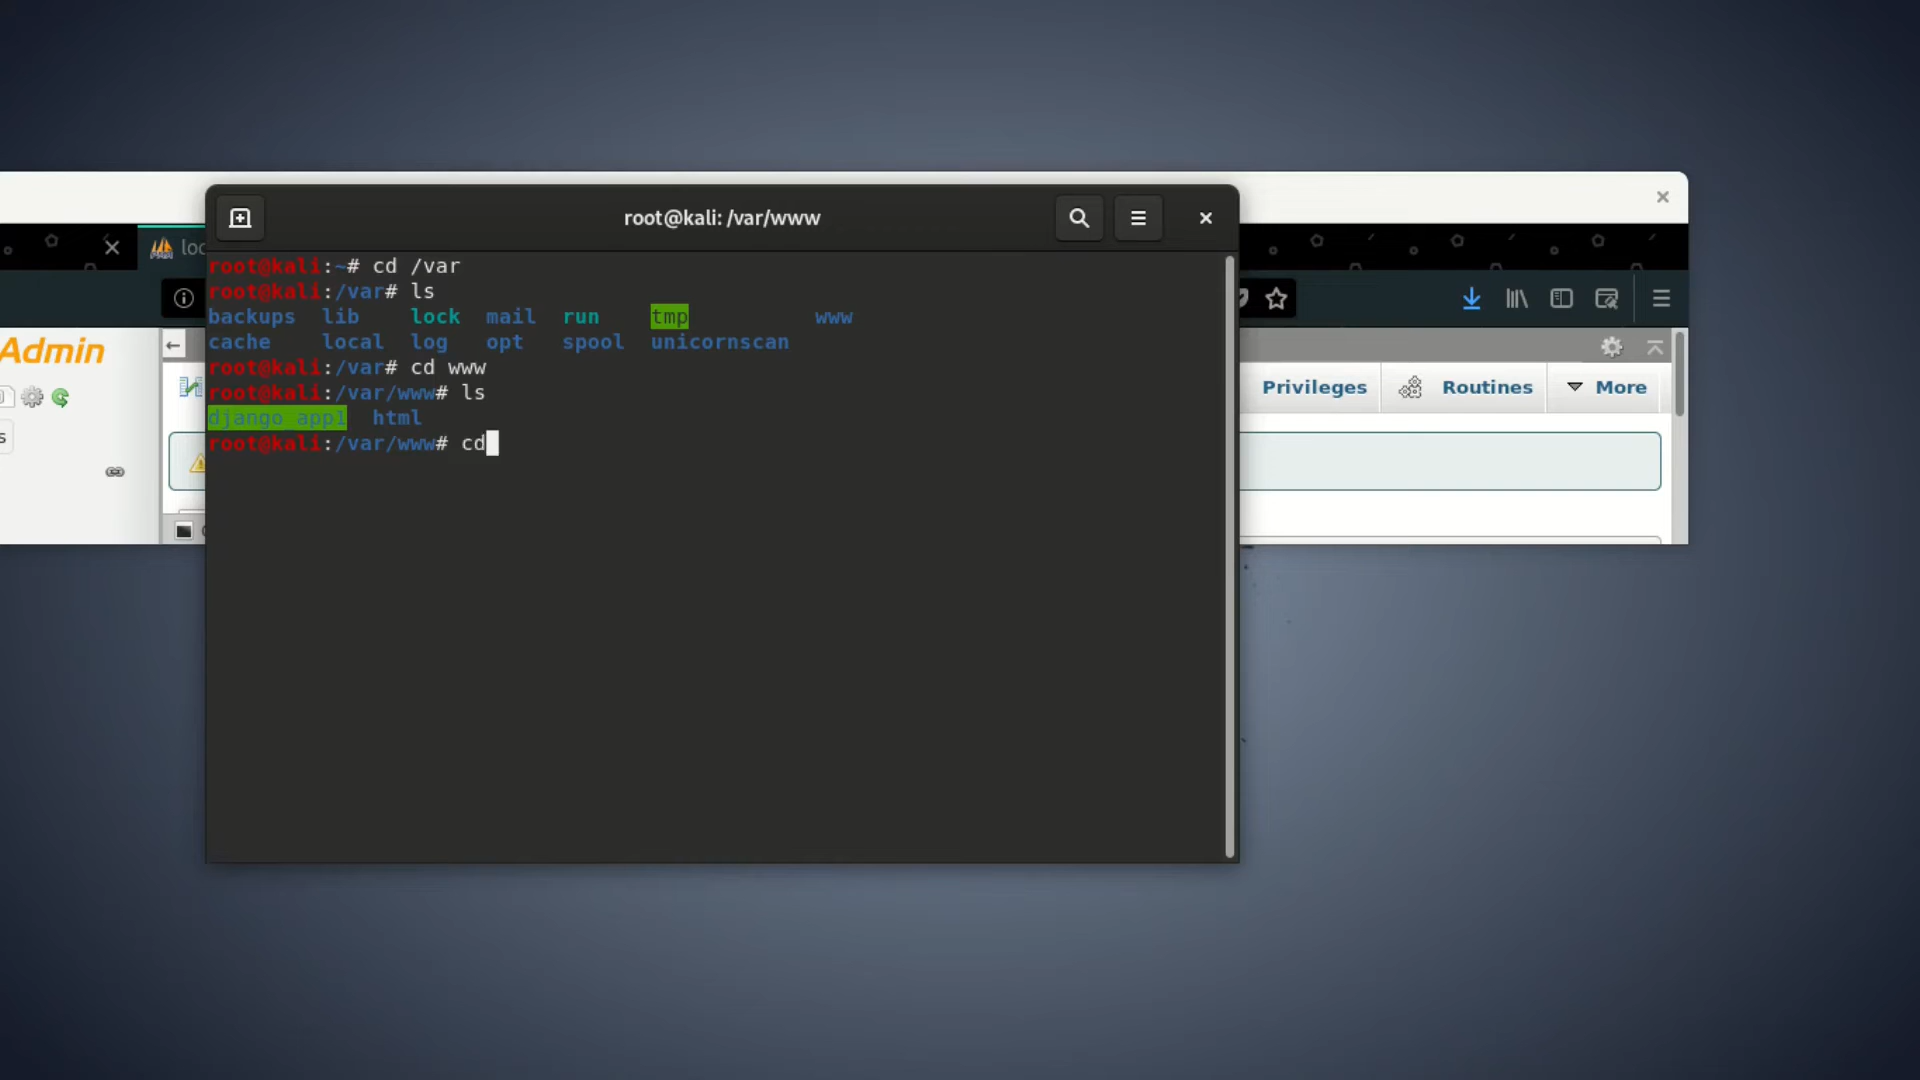 root@kali: /var/www
loc
root@kali:~# cd /var
root@kali:/var# ls
backups lib lock mail run tmp www
cache local log opt spool unicornscan
root@kali:/var# cd www
root@kali:/var/www# ls
django_app1 html
root@kali:/var/www# cd
Admin
s
Privileges
Routines
More